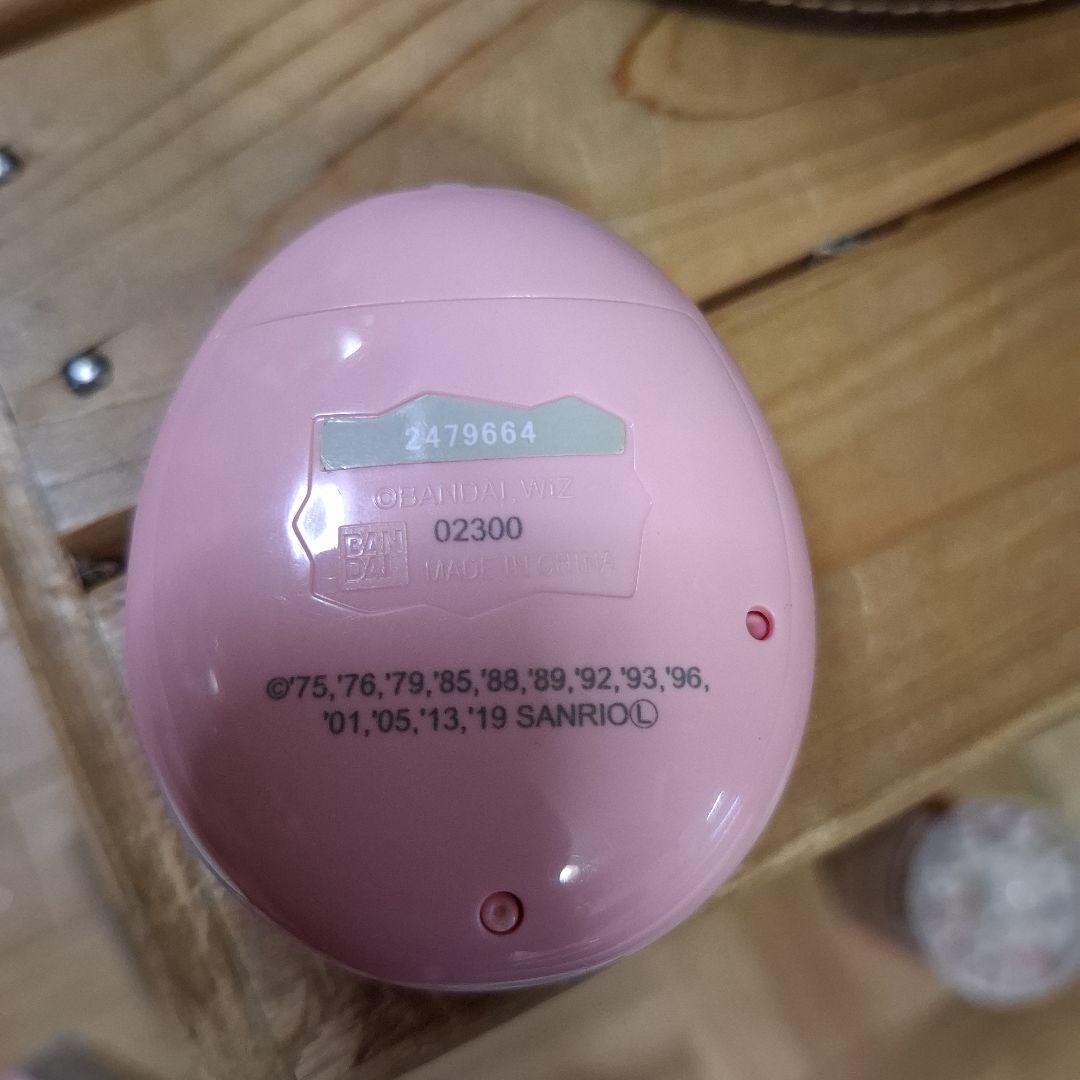 2479664
©BANDAI, WiZ
02300
BAN
DAI
MADE IN CHINA
©'75,'76,'79,'85,'88,'89,'92,'93,'96,
'01,'05,'13,'19 SANRIOⓁ